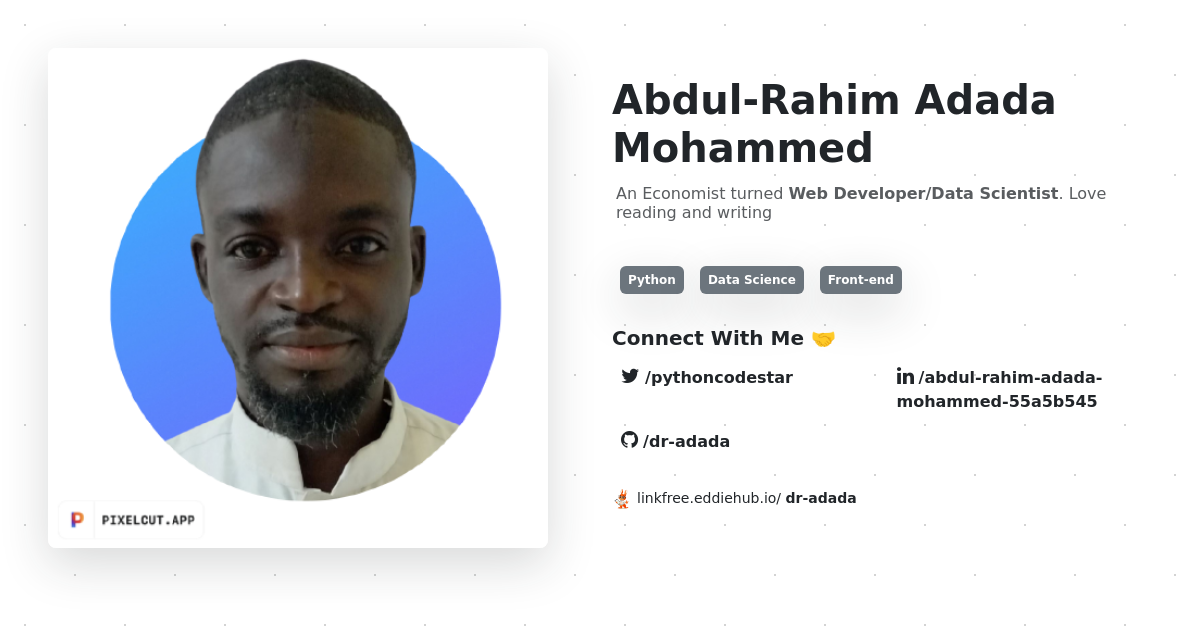 Abdul-Rahim Adada
Mohammed
An Economist turned Web Developer/Data Scientist. Love
reading and writing
Python Data Science Front-end
Connect With Me 🤝
/pythoncodestar
in /abdul-rahim-adada-
mohammed-55a5b545
/dr-adada
linkfree.eddiehub.io/ dr-adada
P PIXELCUT.APP